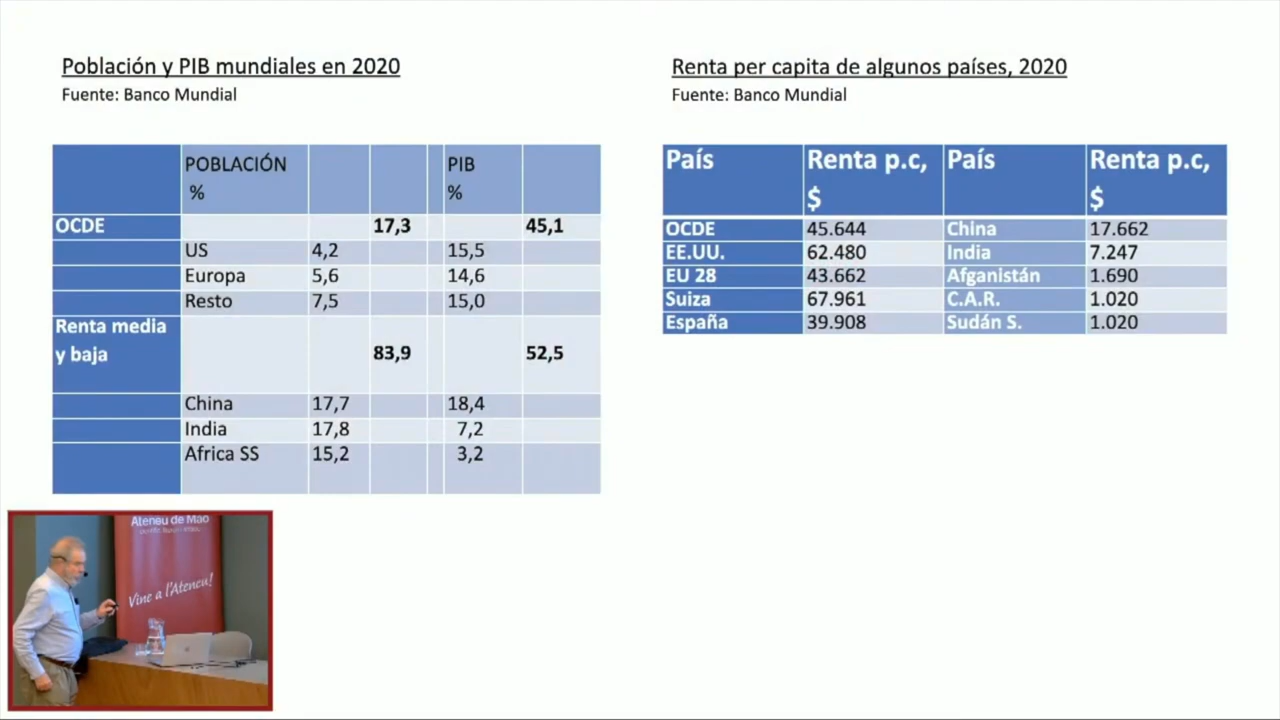 Población y PIB mundiales en 2020
Fuente: Banco Mundial
POBLACIÓN PIB
% %
OCDE 17,3 45,1
US 4,2 15,5
Europa 5,6 14,6
Resto 7,5 15,0
Renta media
y baja 83,9 52,5
China 17,7 18,4
India 17,8 7,2
Africa SS 15,2 3,2
Renta per capita de algunos países, 2020
Fuente: Banco Mundial
País Renta p.c, País Renta p.c,
$ $
OCDE 45.644 China 17.662
EE.UU. 62.480 India 7.247
EU 28 43.662 Afganistán 1.690
Suiza 67.961 C.A.R. 1.020
España 39.908 Sudán S. 1.020
Ateneu de Maó
Vine a l'Ateneu!